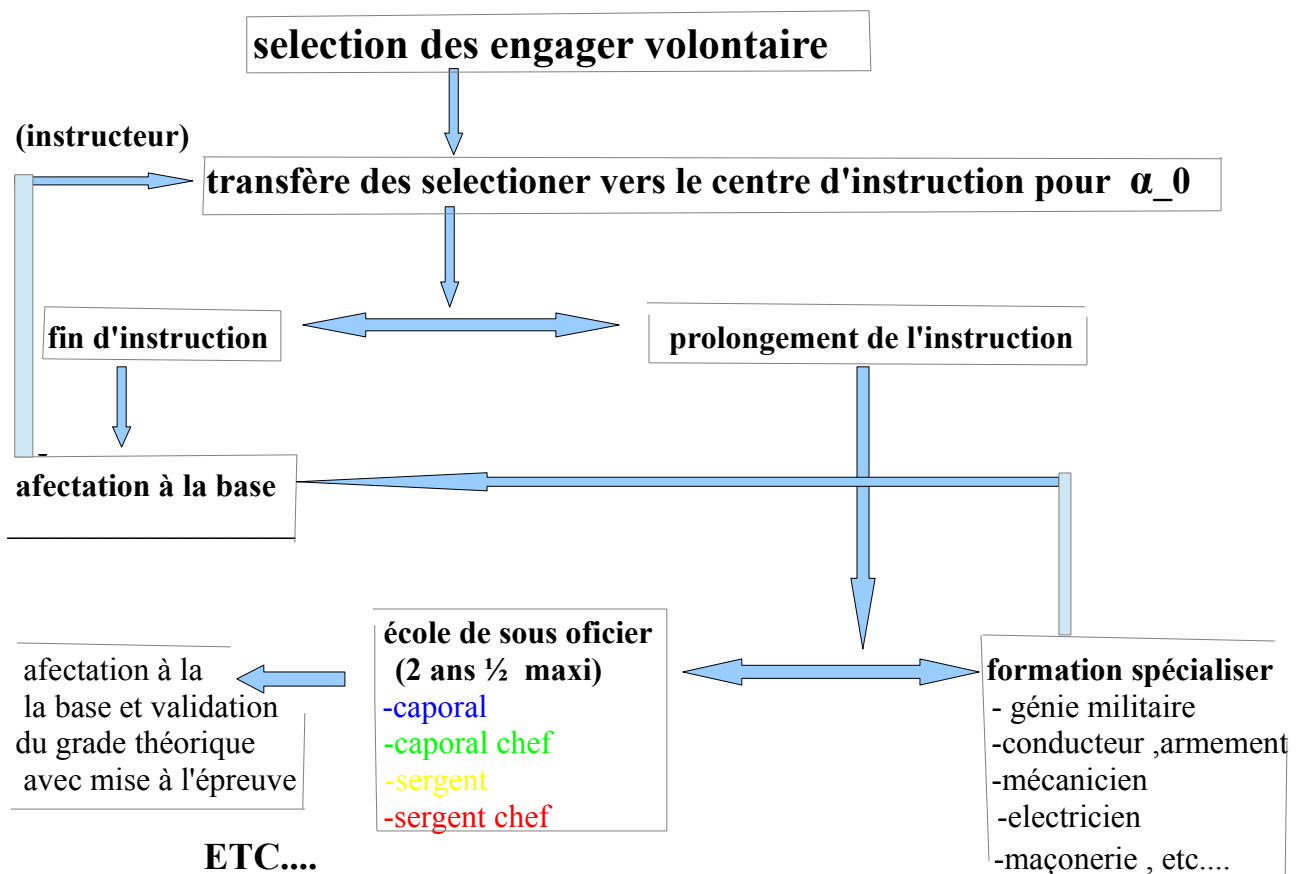 selection des engager volontaire
(instructeur)
transfère des selectioner vers le centre d'instruction pour α_0
fin d'instruction
prolongement de l'instruction
afectation à la base
école de sous oficier
(2 ans ½ maxi)
-caporal
-caporal chef
-sergent
-sergent chef
afectation à la
la base et validation
du grade théorique
avec mise à l'épreuve
formation spécialiser
- génie militaire
-conducteur ,armement
-mécanicien
-electricien
-maçonerie , etc....
ETC....